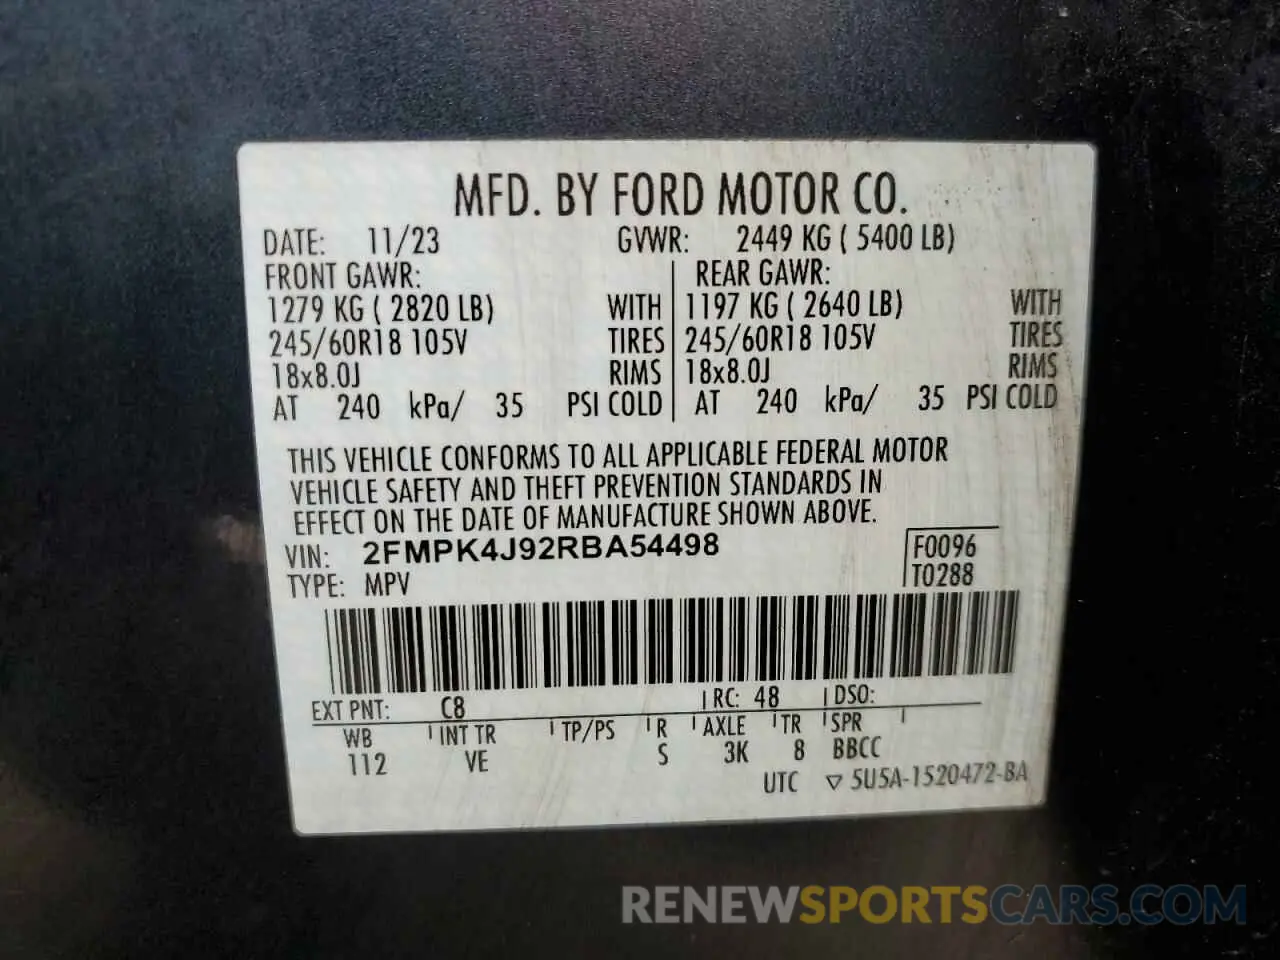 MFD. BY FORD MOTOR CO.
DATE: 11/23 GVWR: 2449 KG ( 5400 LB)
FRONT GAWR: REAR GAWR:
1279 KG ( 2820 LB) WITH 1197 KG ( 2640 LB) WITH
245/60R18 105V TIRES 245/60R18 105V TIRES
18x8.0J RIMS 18x8.0J RIMS
AT 240 kPa/ 35 PSI COLD AT 240 kPa/ 35 PSI COLD
THIS VEHICLE CONFORMS TO ALL APPLICABLE FEDERAL MOTOR
VEHICLE SAFETY AND THEFT PREVENTION STANDARDS IN
EFFECT ON THE DATE OF MANUFACTURE SHOWN ABOVE.
VIN: 2FMPK4J92RBA54498 F0096
TYPE: MPV T0288
EXT PNT: C8 RC: 48 DSO:
WB INT TR TP/PS R AXLE TR SPR
112 VE S 3K 8 BBCC
UTC ▽ 5U5A-1520472-BA
RENEWSPORTSCARS.COM